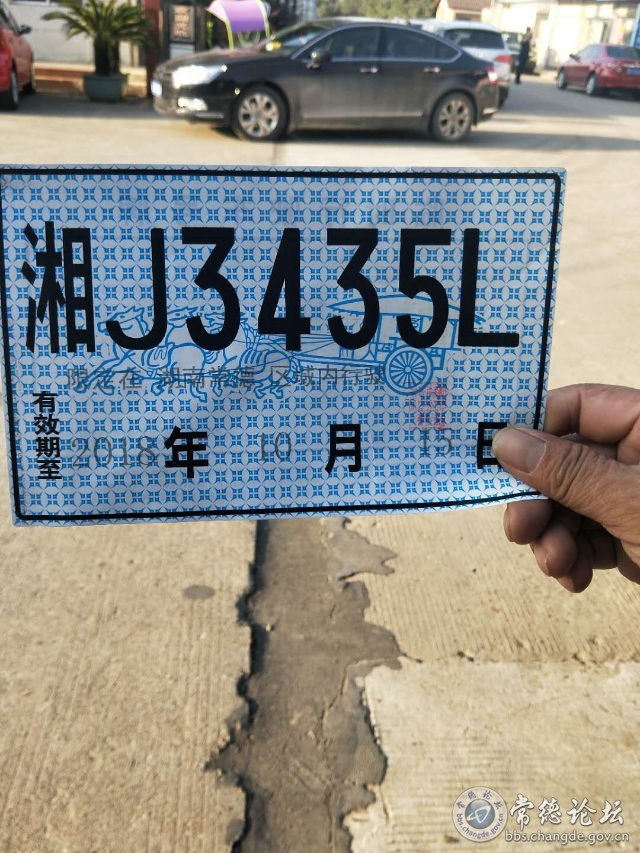 湘J3435L
限定在 湖南常德 区域内行驶
有效期至 2018年 10月 15日
常德论坛
bbs.changde.gov.cn